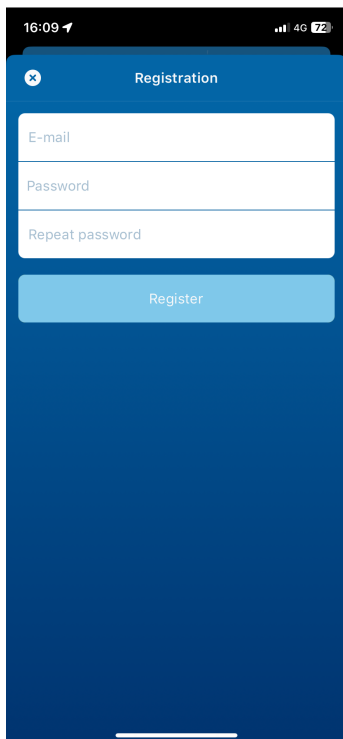 16:09
4G 72
Registration
E-mail
Password
Repeat password
Register